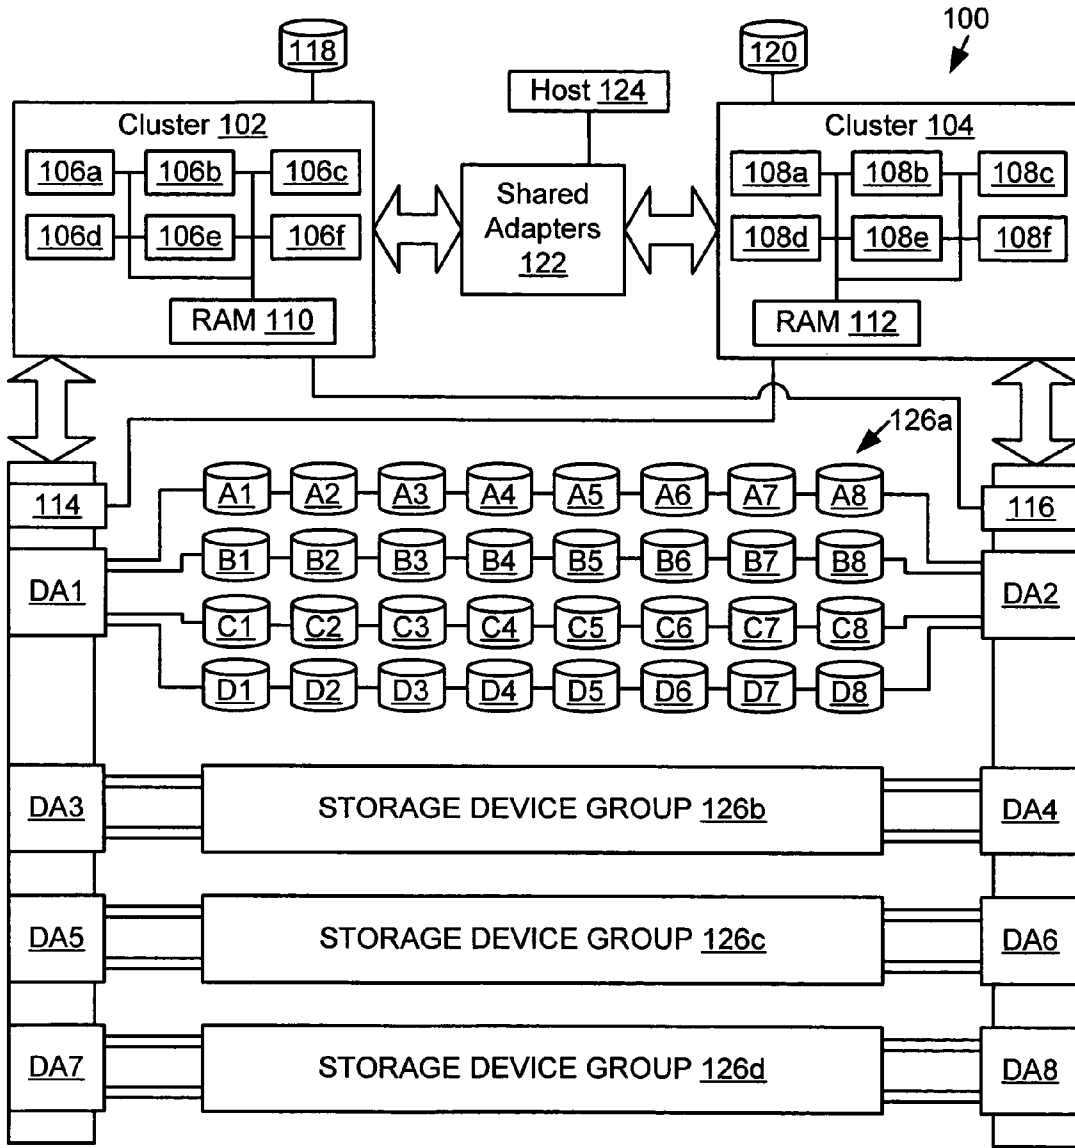 100
118
120
Host 124
Cluster 102
106a 106b 106c
106d 106e 106f
RAM 110
Shared
Adapters
122
Cluster 104
108a 108b 108c
108d 108e 108f
RAM 112
126a
114
116
A1 A2 A3 A4 A5 A6 A7 A8
B1 B2 B3 B4 B5 B6 B7 B8
DA1
DA2
C1 C2 C3 C4 C5 C6 C7 C8
D1 D2 D3 D4 D5 D6 D7 D8
DA3
STORAGE DEVICE GROUP 126b
DA4
DA5
STORAGE DEVICE GROUP 126c
DA6
DA7
STORAGE DEVICE GROUP 126d
DA8